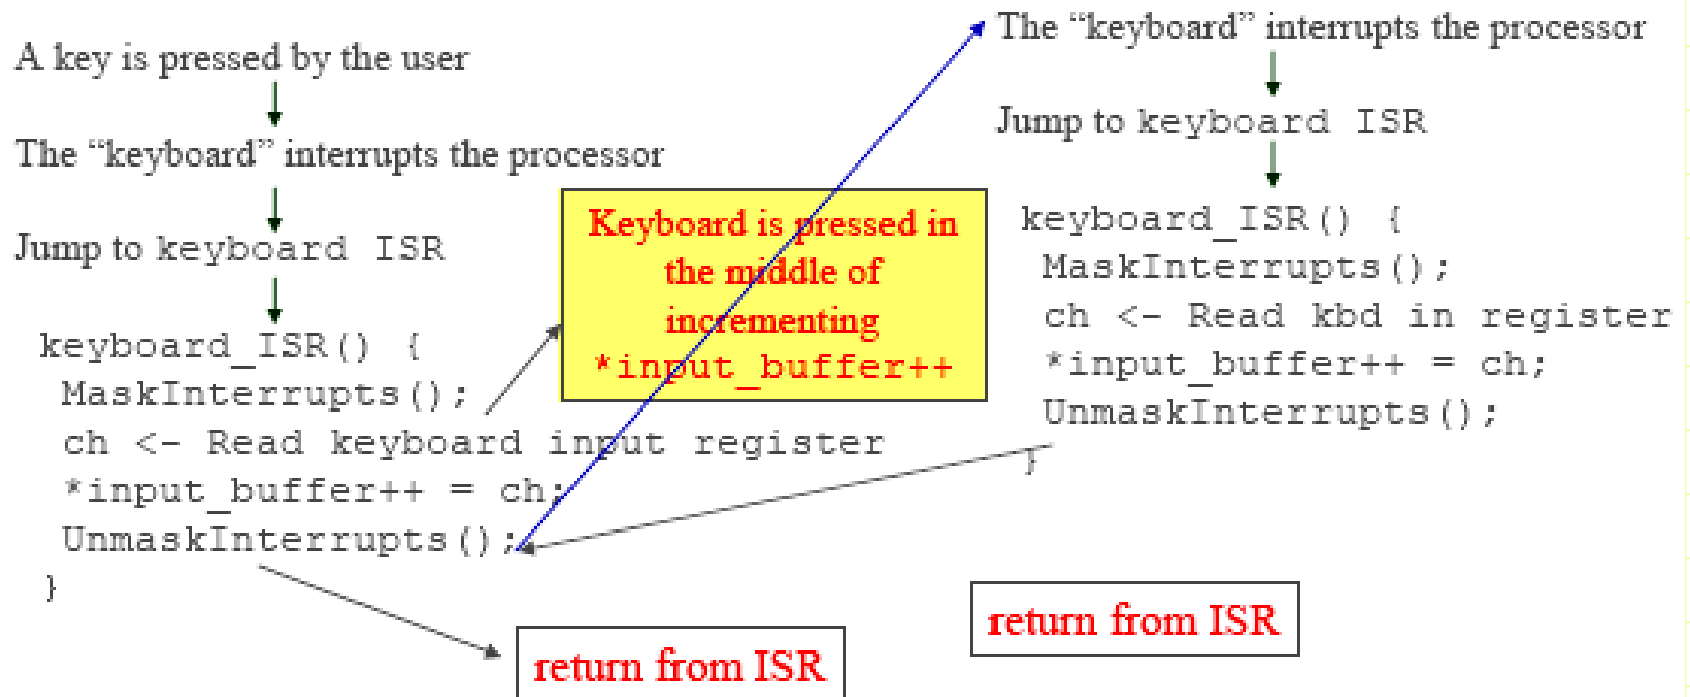 A key is pressed by the user
The “keyboard” interrupts the processor
Jump to keyboard ISR
keyboard_ISR() {
MaskInterrupts();
ch <- Read keyboard input register
*input_buffer++ = ch;
UnmaskInterrupts();
}
return from ISR
Keyboard is pressed in
the middle of
incrementing
*input_buffer++
The “keyboard” interrupts the processor
Jump to keyboard ISR
keyboard_ISR() {
MaskInterrupts();
ch <- Read kbd in register
*input_buffer++ = ch;
UnmaskInterrupts();
}
return from ISR